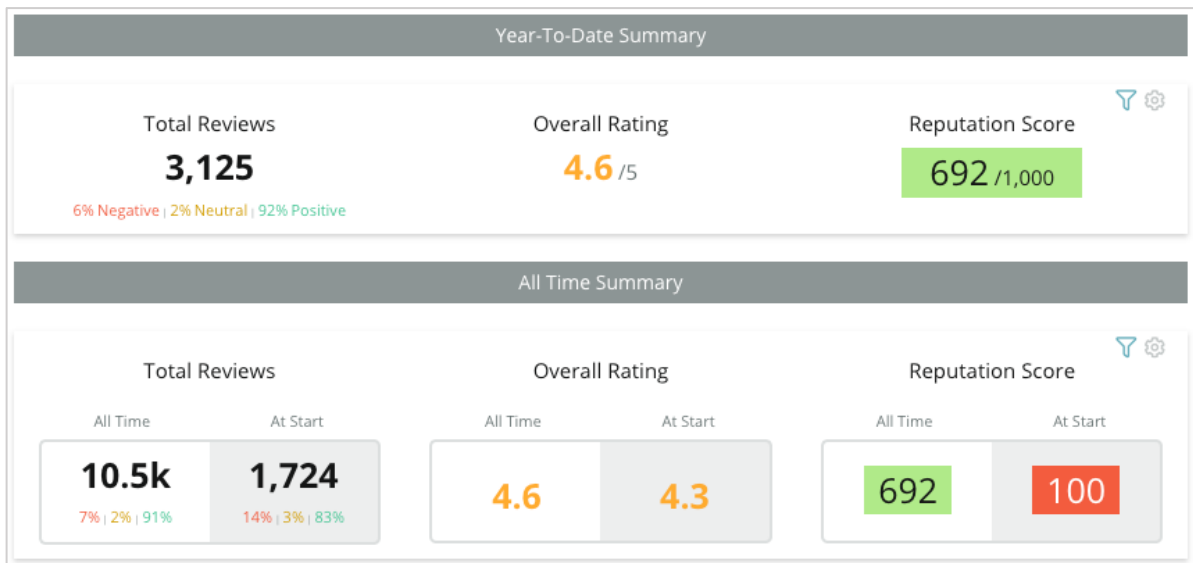 Year-To-Date Summary
Total Reviews
Overall Rating
Reputation Score
3,125
4.6 /5
692 /1,000
6% Negative | 2% Neutral | 92% Positive
All Time Summary
Total Reviews
Overall Rating
Reputation Score
All Time
At Start
All Time
At Start
All Time
At Start
10.5k
1,724
4.6
4.3
692
100
7% | 2% | 91%
14% | 3% | 83%